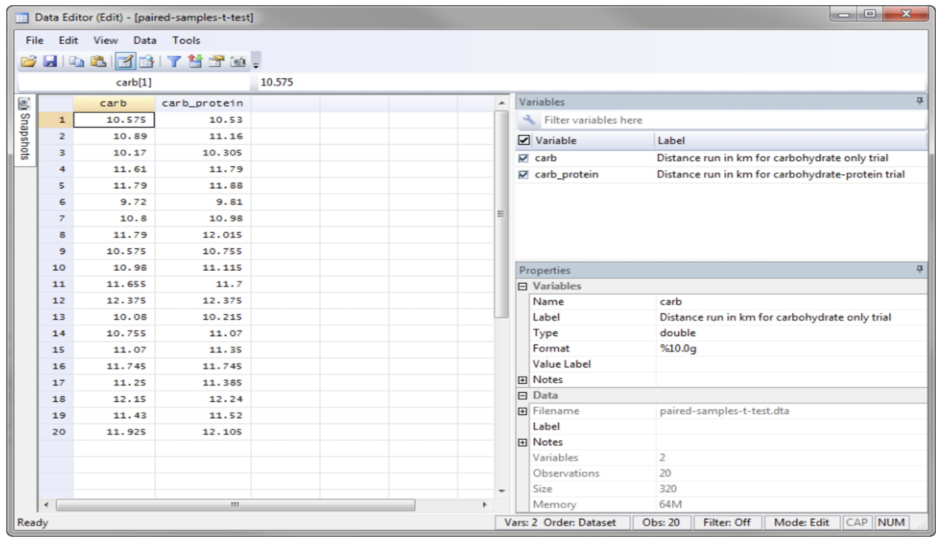 Data Editor (Edit) - [paired-samples-t-test]
File Edit View Data Tools
carb[1] 10.575
Snapshots
carb carb_protein
1 10.575 10.53
2 10.89 11.16
3 10.17 10.305
4 11.61 11.79
5 11.79 11.88
6 9.72 9.81
7 10.8 10.98
8 11.79 12.015
9 10.575 10.755
10 10.98 11.115
11 11.655 11.7
12 12.375 12.375
13 10.08 10.215
14 10.755 11.07
15 11.07 11.35
16 11.745 11.745
17 11.25 11.385
18 12.15 12.24
19 11.43 11.52
20 11.925 12.105
Variables
Filter variables here
Variable Label
carb Distance run in km for carbohydrate only trial
carb_protein Distance run in km for carbohydrate-protein trial
Properties
Variables
Name carb
Label Distance run in km for carbohydrate only trial
Type double
Format %10.0g
Value Label
Notes
Data
Filename paired-samples-t-test.dta
Label
Notes
Variables 2
Observations 20
Size 320
Memory 64M
Ready Vars: 2 Order: Dataset Obs: 20 Filter: Off Mode: Edit CAP NUM